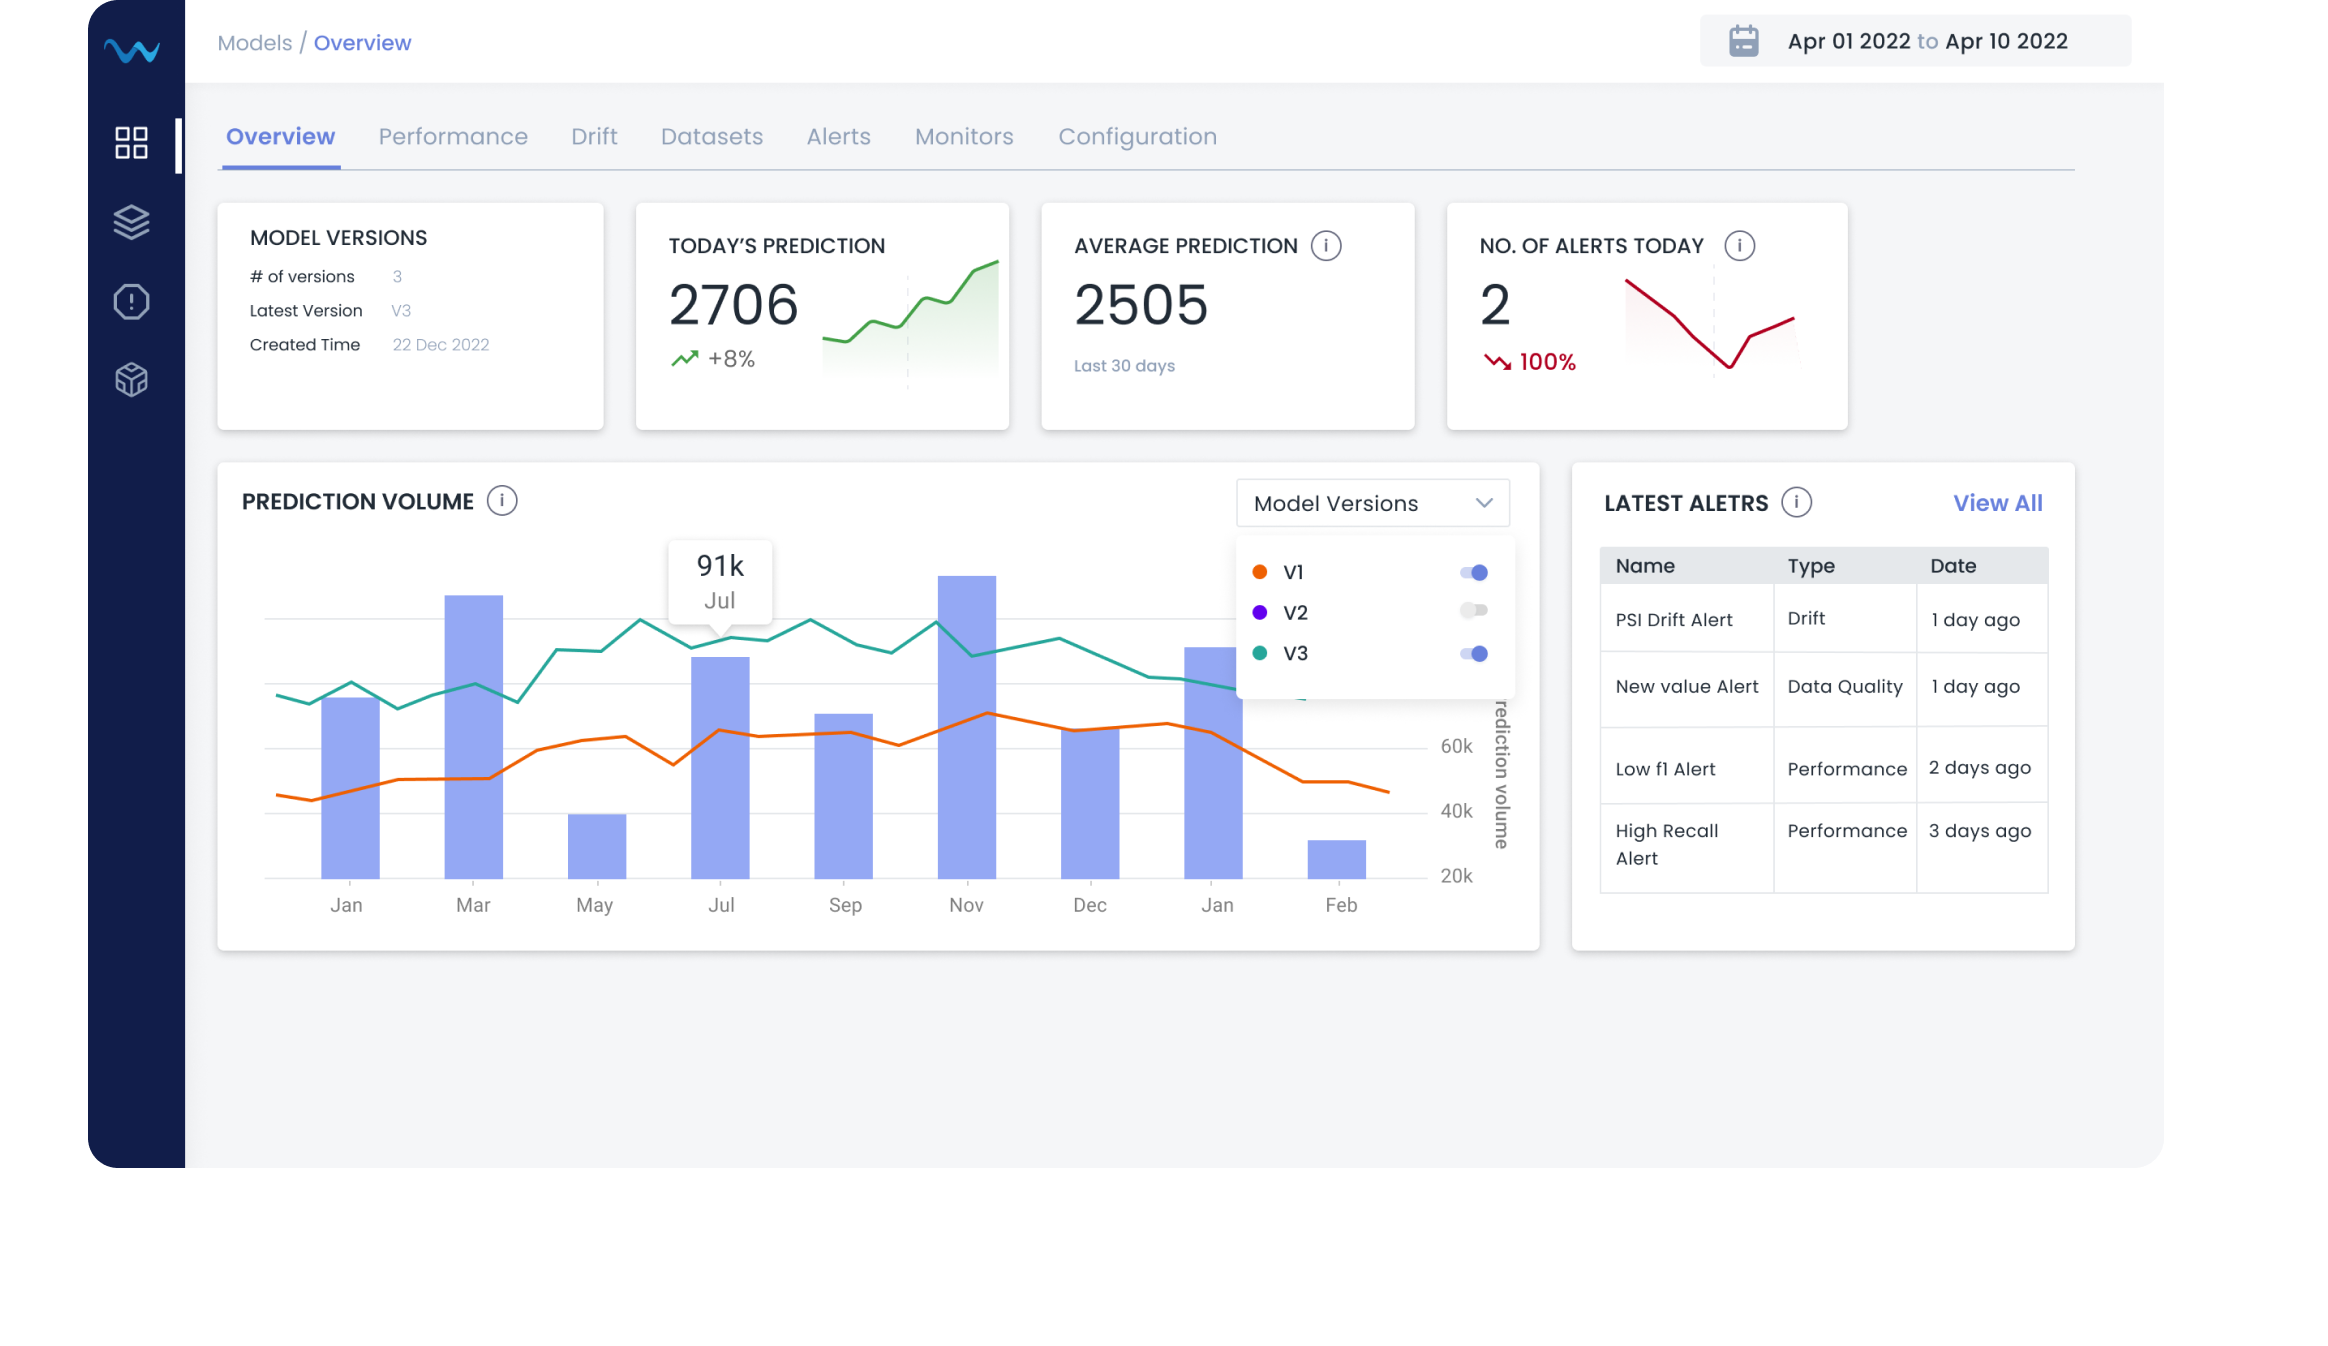 Models / Overview
Apr 01 2022 to Apr 10 2022
Overview Performance Drift Datasets Alerts Monitors Configuration
MODEL VERSIONS
# of versions 3
Latest Version V3
Created Time 22 Dec 2022
TODAY'S PREDICTION
2706
+8%
AVERAGE PREDICTION
2505
Last 30 days
NO. OF ALERTS TODAY
2
100%
PREDICTION VOLUME
Model Versions
V1
V2
V3
91k
Jul
60k
40k
20k
rediction volume
Jan Mar May Jul Sep Nov Dec Jan Feb
LATEST ALETRS
View All
Name Type Date
PSI Drift Alert Drift 1 day ago
New value Alert Data Quality 1 day ago
Low f1 Alert Performance 2 days ago
High Recall Performance 3 days ago
Alert